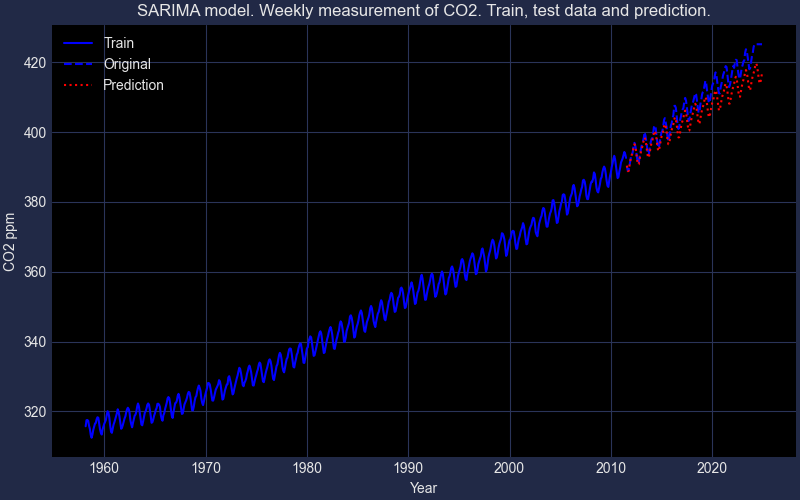 SARIMA model. Weekly measurement of CO2. Train, test data and prediction.
Train
Original
Prediction
420
400
380
360
340
320
CO2 ppm
1960 1970 1980 1990 2000 2010 2020
Year